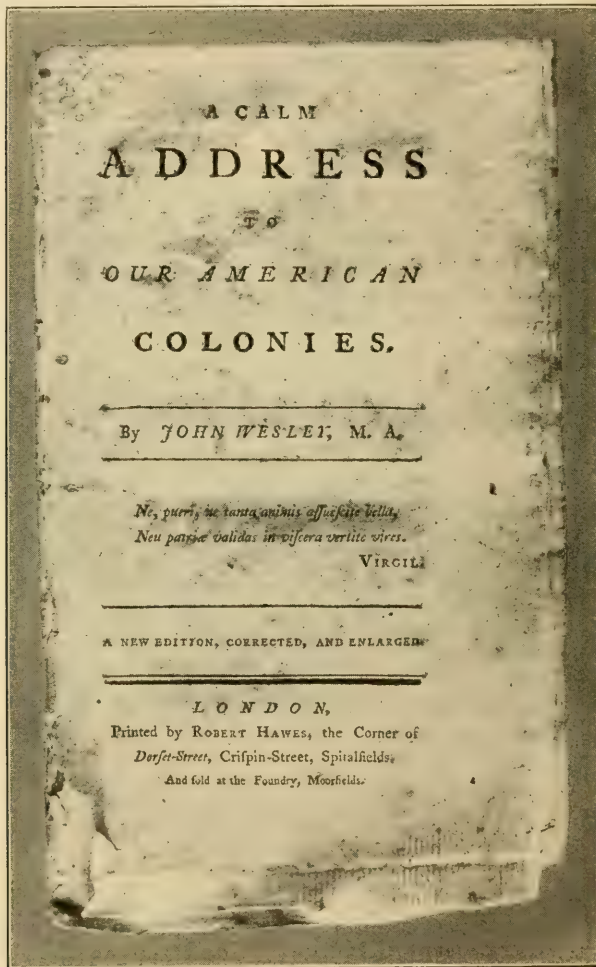 A CALM
ADDRESS
TO
OUR AMERICAN
COLONIES.
By JOHN WESLEY, M. A.
Ne, pueri, ne tanta animis aſſueſcite bella,
Neu patriæ validas in viſcera vertite vires.
VIRGIL.
A NEW EDITION, CORRECTED, AND ENLARGED.
LONDON,
Printed by ROBERT HAWES, the Corner of
Dorſet-Street, Criſpin-Street, Spitalfields.
And ſold at the Foundry, Moorfields.